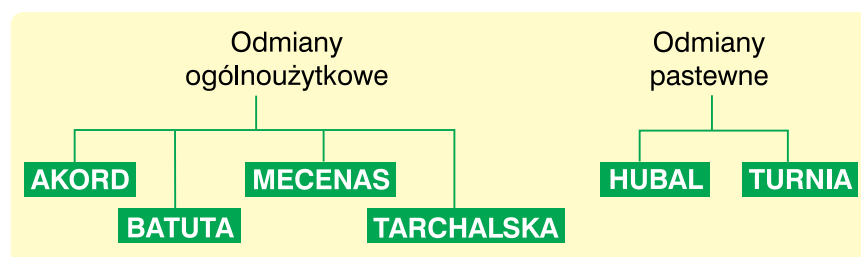 Odmiany
ogólnoużytkowe
AKORD
MECENAS
BATUTA
TARCHALSKA
Odmiany
pastewne
HUBAL
TURNIA